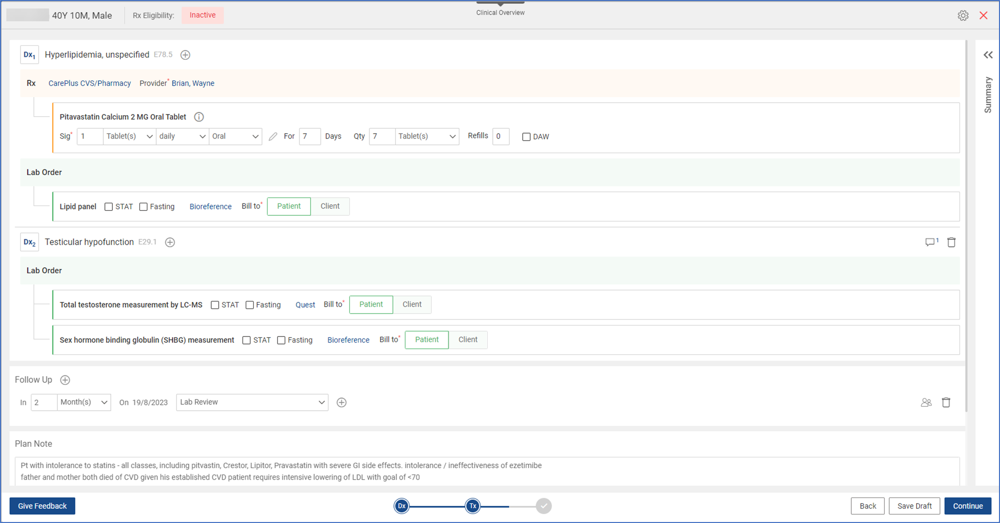 40Y 10M, Male Rx Eligibility: Inactive Clinical Overview
Dx1 Hyperlipidemia, unspecified E78.5
Summary
Rx CarePlus CVS/Pharmacy Provider* Brian, Wayne
Pitavastatin Calcium 2 MG Oral Tablet
Sig* 1 Tablet(s) daily Oral For 7 Days Qty 7 Tablet(s) Refills 0 DAW
Lab Order
Lipid panel STAT Fasting Bioreference Bill to* Patient Client
Dx2 Testicular hypofunction E29.1 1
Lab Order
Total testosterone measurement by LC-MS STAT Fasting Quest Bill to* Patient Client
Sex hormone binding globulin (SHBG) measurement STAT Fasting Bioreference Bill to* Patient Client
Follow Up
In 2 Month(s) On 19/8/2023 Lab Review
Plan Note
Pt with intolerance to statins - all classes, including pitvastin, Crestor, Lipitor, Pravastatin with severe GI side effects. intolerance / ineffectiveness of ezetimibe
father and mother both died of CVD given his established CVD patient requires intensive lowering of LDL with goal of <70
Give Feedback Dx Tx Back Save Draft Continue